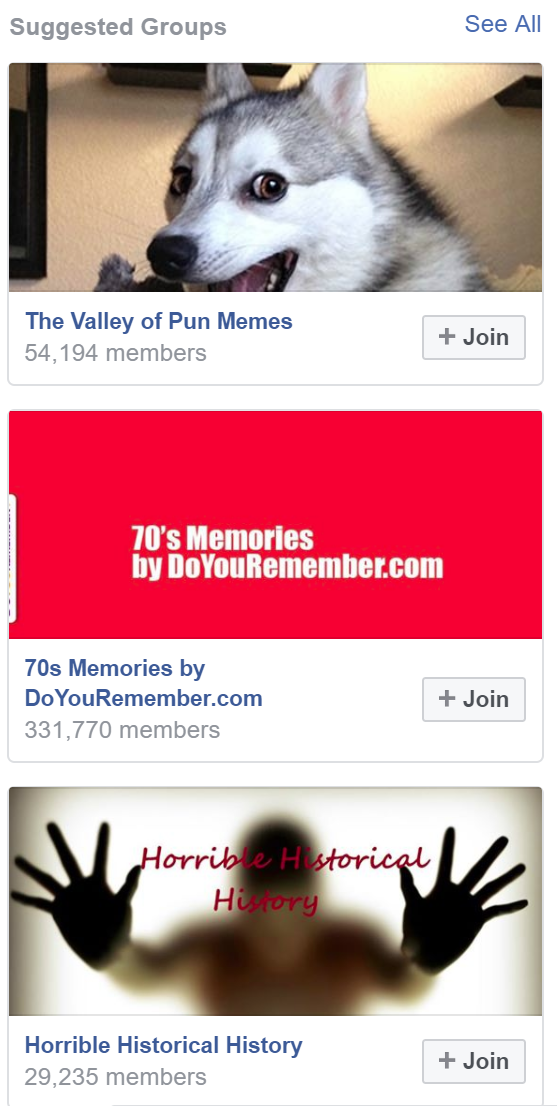 Suggested Groups
See All
The Valley of Pun Memes
54,194 members
+ Join
70's Memories
by DoYouRemember.com
70s Memories by
DoYouRemember.com
331,770 members
+ Join
Horrible Historical
History
Horrible Historical History
29,235 members
+ Join